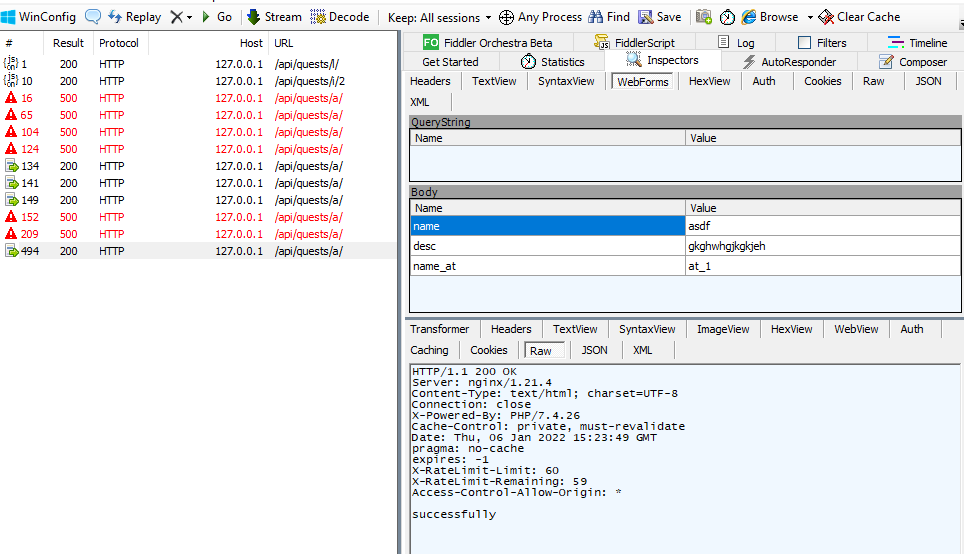 WinConfig Replay Go Stream Decode Keep: All sessions Any Process Find Save Browse Clear Cache
# Result Protocol Host URL
1 200 HTTP 127.0.0.1 /api/quests/l/
10 200 HTTP 127.0.0.1 /api/quests/i/2
16 500 HTTP 127.0.0.1 /api/quests/a/
65 500 HTTP 127.0.0.1 /api/quests/a/
104 500 HTTP 127.0.0.1 /api/quests/a/
124 500 HTTP 127.0.0.1 /api/quests/a/
134 200 HTTP 127.0.0.1 /api/quests/a/
141 200 HTTP 127.0.0.1 /api/quests/a/
149 200 HTTP 127.0.0.1 /api/quests/a/
152 500 HTTP 127.0.0.1 /api/quests/a/
209 500 HTTP 127.0.0.1 /api/quests/a/
494 200 HTTP 127.0.0.1 /api/quests/a/
FO Fiddler Orchestra Beta FiddlerScript Log Filters Timeline
Get Started Statistics Inspectors AutoResponder Composer
Headers TextView SyntaxView WebForms HexView Auth Cookies Raw JSON
XML
QueryString
Name Value
Body
Name Value
name asdf
desc gkghwhgjkgkjeh
name_at at_1
Transformer Headers TextView SyntaxView ImageView HexView WebView Auth
Caching Cookies Raw JSON XML
HTTP/1.1 200 OK
Server: nginx/1.21.4
Content-Type: text/html; charset=UTF-8
Connection: close
X-Powered-By: PHP/7.4.26
Cache-Control: private, must-revalidate
Date: Thu, 06 Jan 2022 15:23:49 GMT
pragma: no-cache
expires: -1
X-RateLimit-Limit: 60
X-RateLimit-Remaining: 59
Access-Control-Allow-Origin: *
successfully